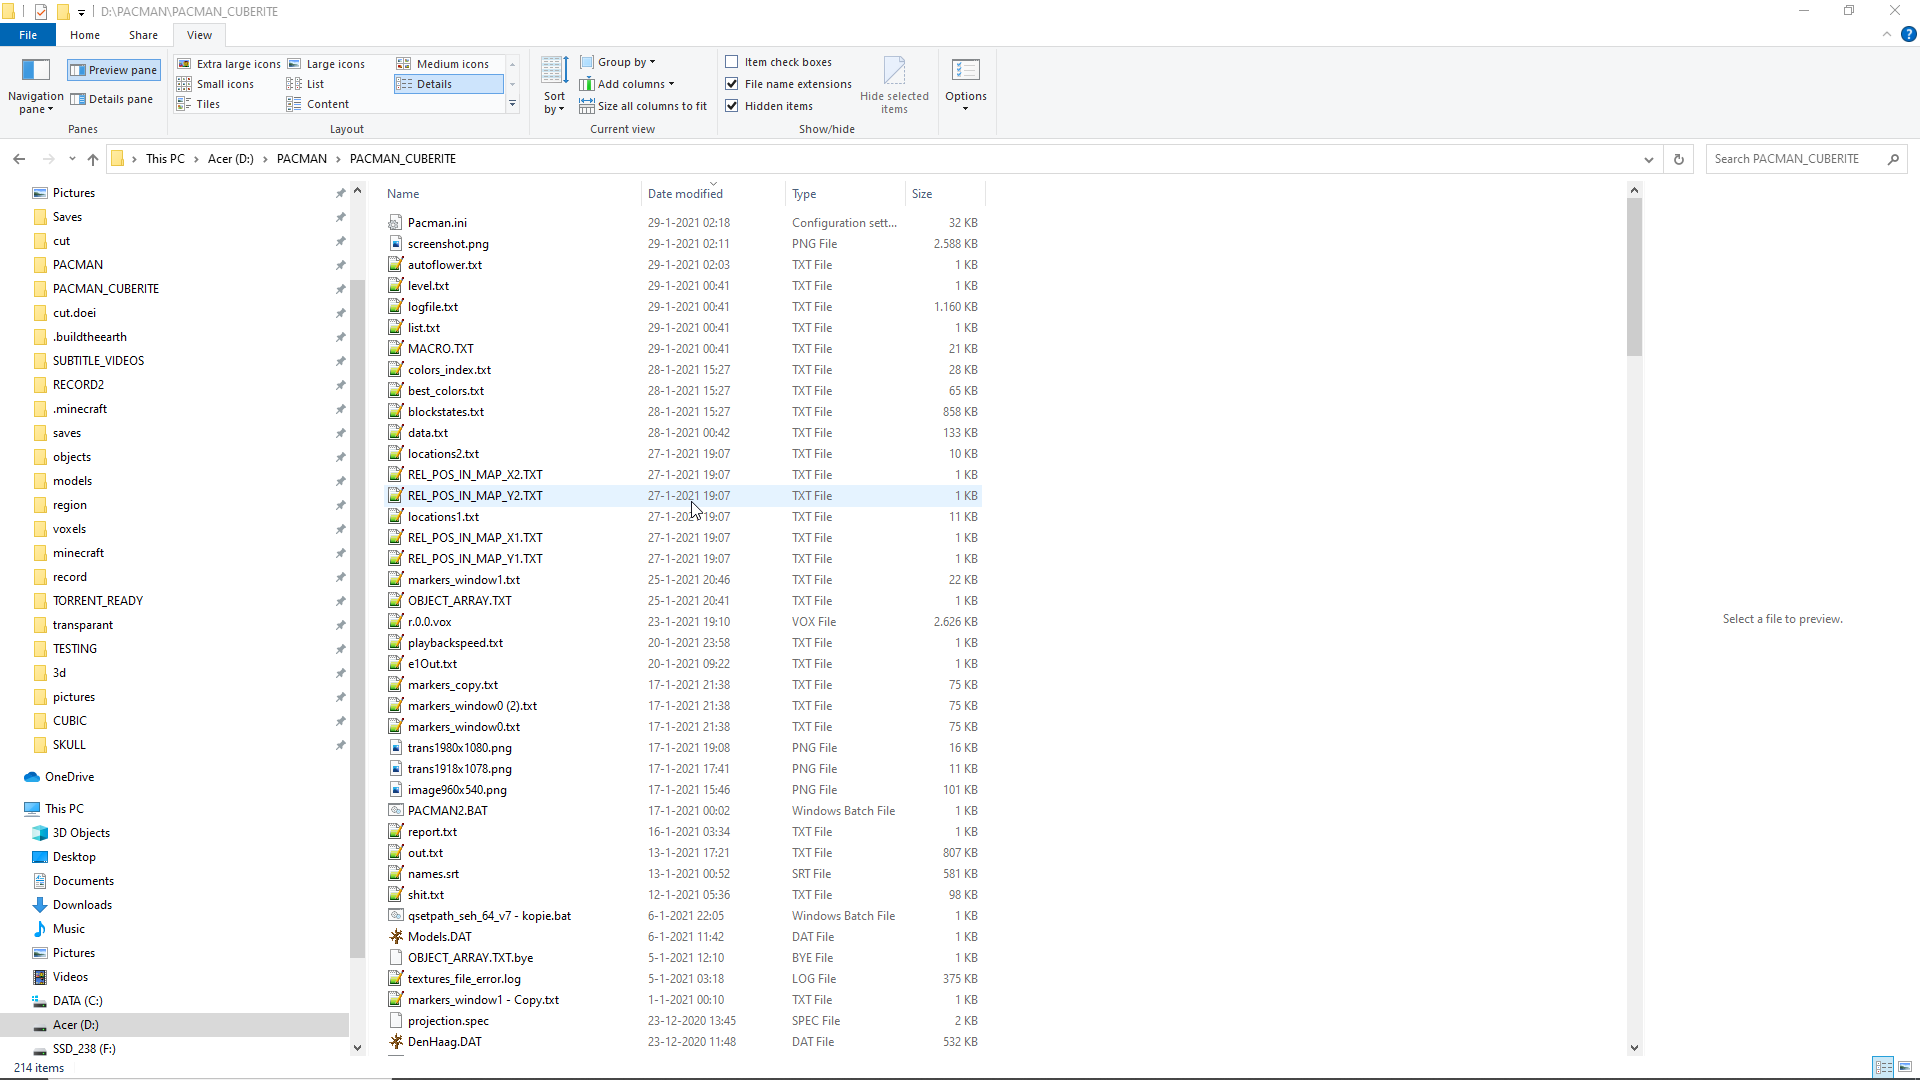 D:\PACMAN\PACMAN_CUBERITE
File Home Share View
Navigation pane
Preview pane
Details pane
Panes
Extra large icons Large icons Medium icons
Small icons List Details
Tiles Content
Layout
Sort by
Group by
Add columns
Size all columns to fit
Current view
Item check boxes
File name extensions
Hidden items
Hide selected items
Show/hide
Options
This PC Acer (D:) PACMAN PACMAN_CUBERITE
Search PACMAN_CUBERITE
Pictures
Saves
cut
PACMAN
PACMAN_CUBERITE
cut.doei
.buildtheearth
SUBTITLE_VIDEOS
RECORD2
.minecraft
saves
objects
models
region
voxels
minecraft
record
TORRENT_READY
transparant
TESTING
3d
pictures
CUBIC
SKULL
OneDrive
This PC
3D Objects
Desktop
Documents
Downloads
Music
Pictures
Videos
DATA (C:)
Acer (D:)
SSD_238 (F:)
Name Date modified Type Size
Pacman.ini 29-1-2021 02:18 Configuration sett... 32 KB
screenshot.png 29-1-2021 02:11 PNG File 2.588 KB
autoflower.txt 29-1-2021 02:03 TXT File 1 KB
level.txt 29-1-2021 00:41 TXT File 1 KB
logfile.txt 29-1-2021 00:41 TXT File 1.160 KB
list.txt 29-1-2021 00:41 TXT File 1 KB
MACRO.TXT 29-1-2021 00:41 TXT File 21 KB
colors_index.txt 28-1-2021 15:27 TXT File 28 KB
best_colors.txt 28-1-2021 15:27 TXT File 65 KB
blockstates.txt 28-1-2021 15:27 TXT File 858 KB
data.txt 28-1-2021 00:42 TXT File 133 KB
locations2.txt 27-1-2021 19:07 TXT File 10 KB
REL_POS_IN_MAP_X2.TXT 27-1-2021 19:07 TXT File 1 KB
REL_POS_IN_MAP_Y2.TXT 27-1-2021 19:07 TXT File 1 KB
locations1.txt 27-1-2021 19:07 TXT File 11 KB
REL_POS_IN_MAP_X1.TXT 27-1-2021 19:07 TXT File 1 KB
REL_POS_IN_MAP_Y1.TXT 27-1-2021 19:07 TXT File 1 KB
markers_window1.txt 25-1-2021 20:46 TXT File 22 KB
OBJECT_ARRAY.TXT 25-1-2021 20:41 TXT File 1 KB
r.0.0.vox 23-1-2021 19:10 VOX File 2.626 KB
playbackspeed.txt 20-1-2021 23:58 TXT File 1 KB
e1Out.txt 20-1-2021 09:22 TXT File 1 KB
markers_copy.txt 17-1-2021 21:38 TXT File 75 KB
markers_window0 (2).txt 17-1-2021 21:38 TXT File 75 KB
markers_window0.txt 17-1-2021 21:38 TXT File 75 KB
trans1980x1080.png 17-1-2021 19:08 PNG File 16 KB
trans1918x1078.png 17-1-2021 17:41 PNG File 11 KB
image960x540.png 17-1-2021 15:46 PNG File 101 KB
PACMAN2.BAT 17-1-2021 00:02 Windows Batch File 1 KB
report.txt 16-1-2021 03:34 TXT File 1 KB
out.txt 13-1-2021 17:21 TXT File 807 KB
names.srt 13-1-2021 00:52 SRT File 581 KB
shit.txt 12-1-2021 05:36 TXT File 98 KB
qsetpath_seh_64_v7 - kopie.bat 6-1-2021 22:05 Windows Batch File 1 KB
Models.DAT 6-1-2021 11:42 DAT File 1 KB
OBJECT_ARRAY.TXT.bye 5-1-2021 12:10 BYE File 1 KB
textures_file_error.log 5-1-2021 03:18 LOG File 375 KB
markers_window1 - Copy.txt 1-1-2021 00:10 TXT File 1 KB
projection.spec 23-12-2020 13:45 SPEC File 2 KB
DenHaag.DAT 23-12-2020 11:48 DAT File 532 KB
Select a file to preview.
214 items